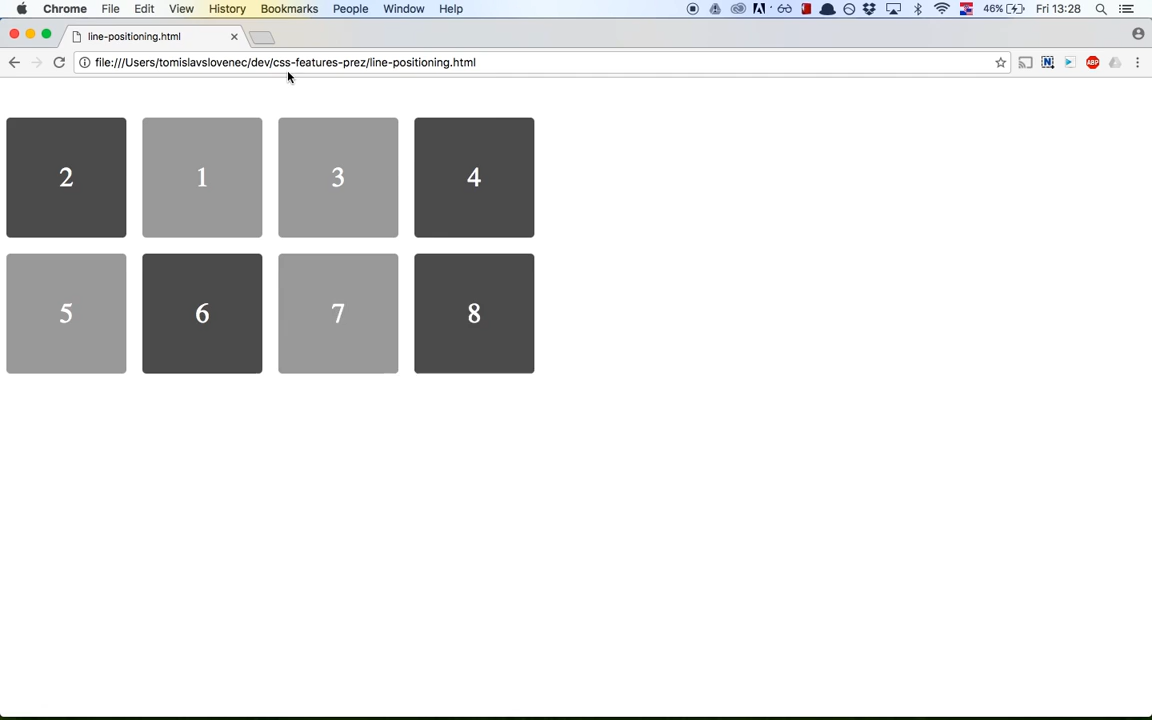 Chrome File Edit View History Bookmarks People Window Help 46% Fri 13:28
line-positioning.html
file:///Users/tomislavslovenec/dev/css-features-prez/line-positioning.html
ABP
2 1 3 4
5 6 7 8